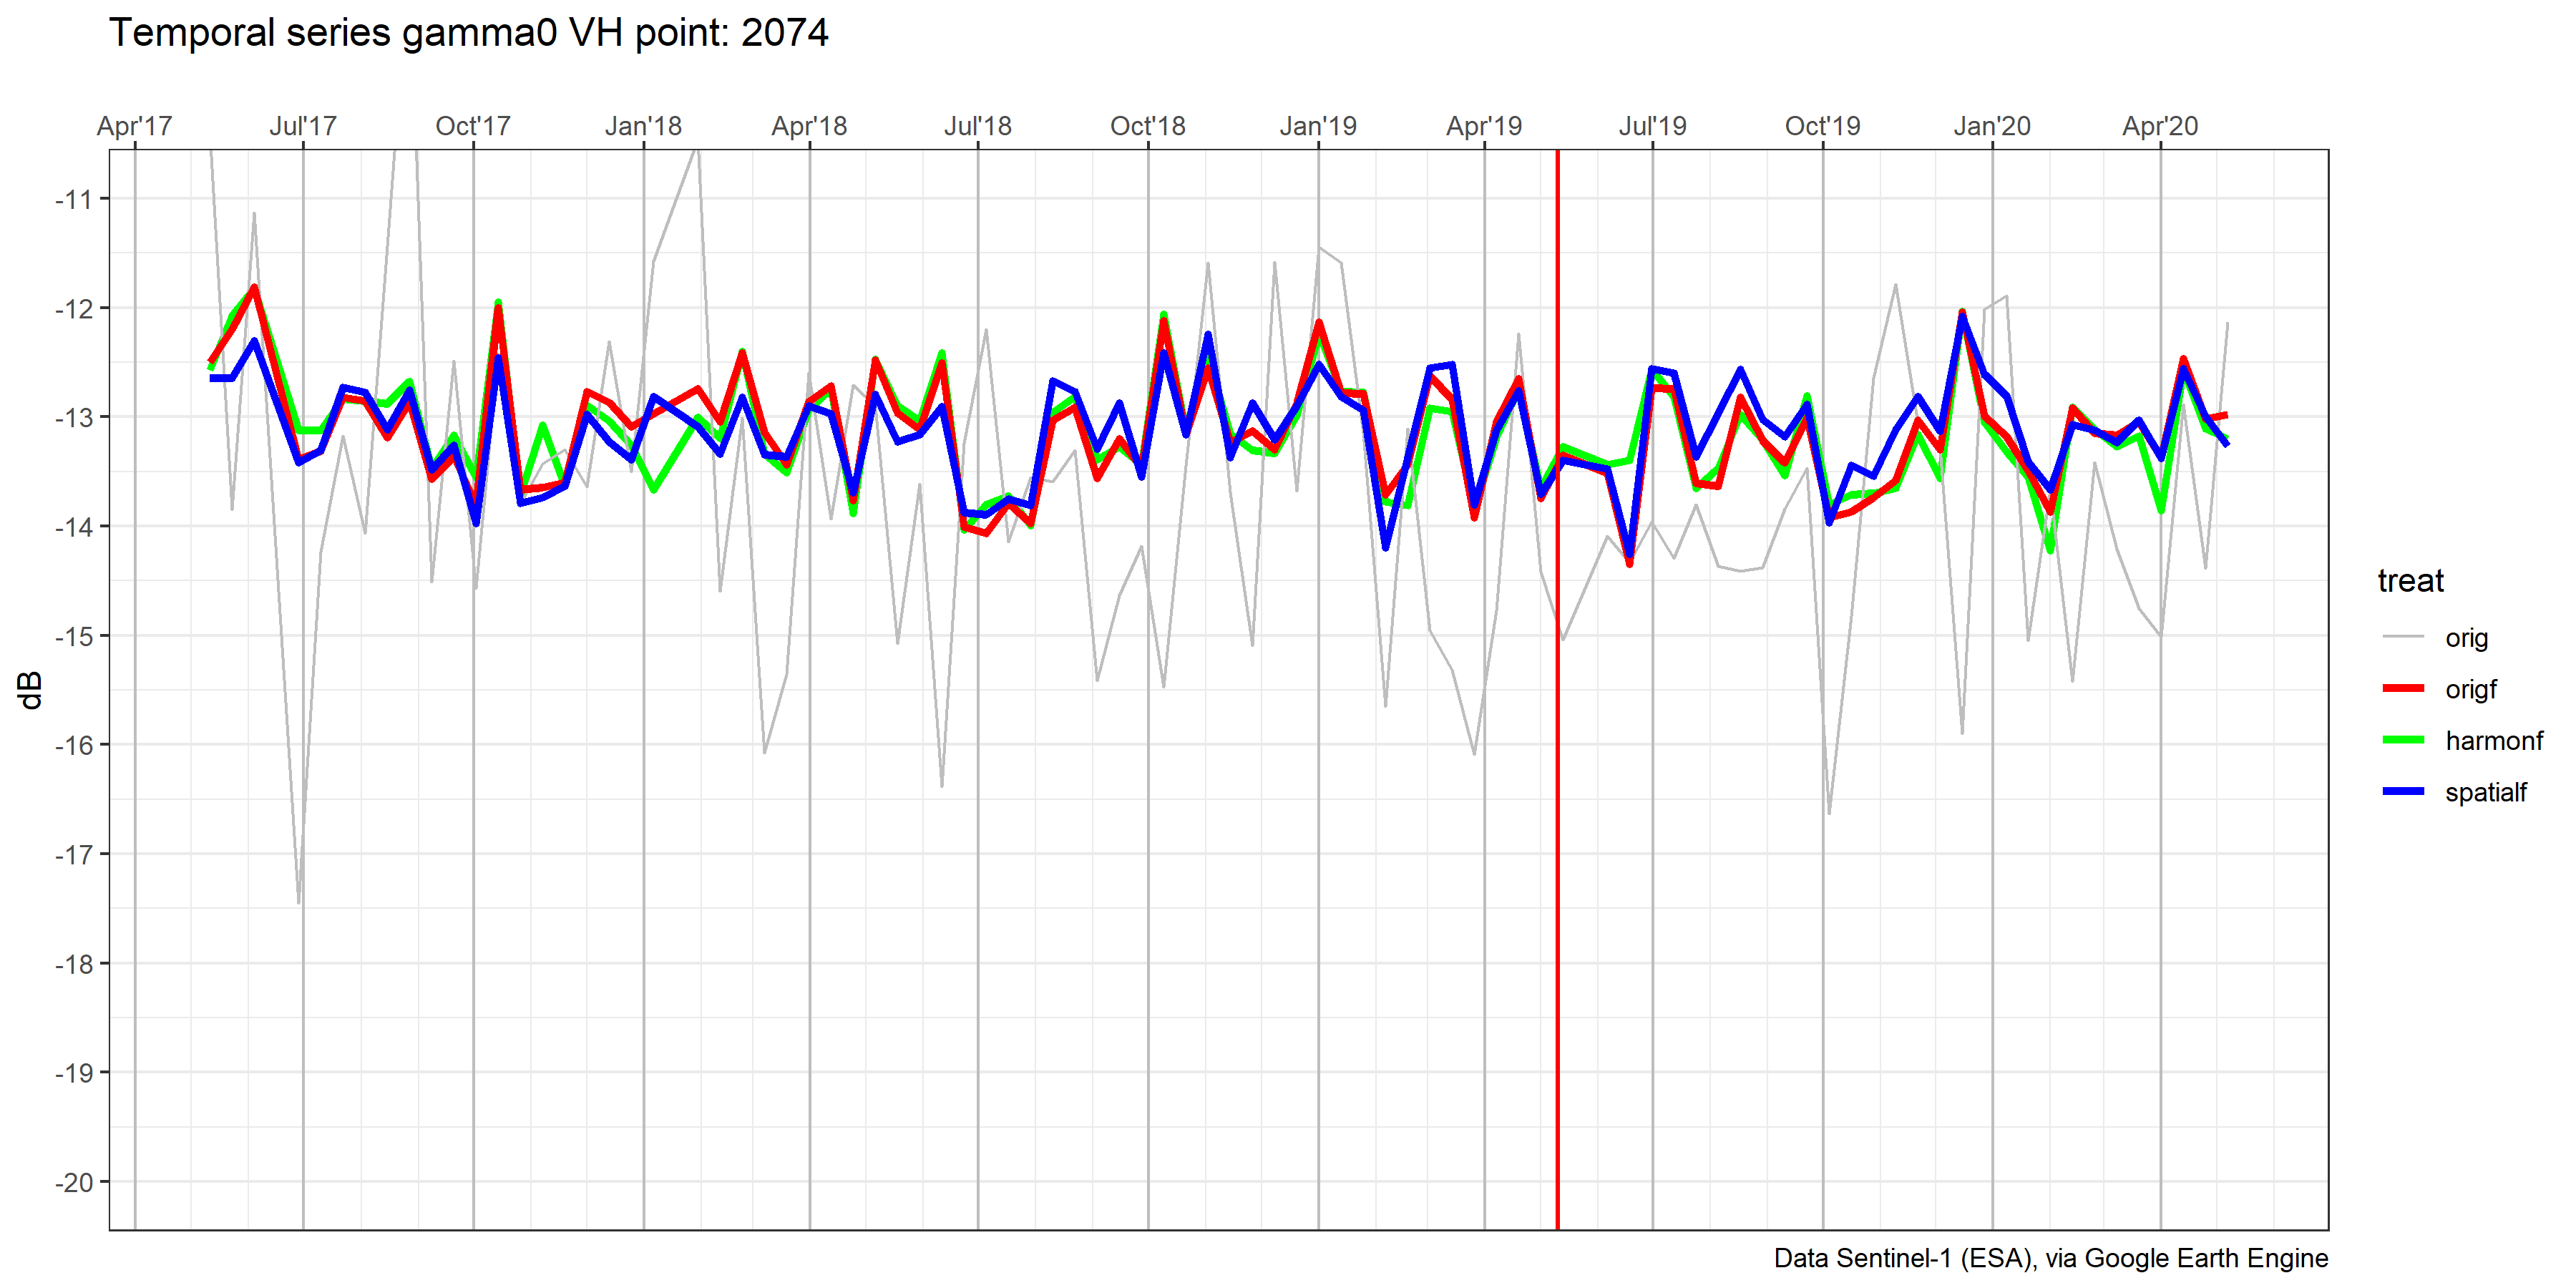 Temporal series gamma0 VH point: 2074
Apr'17 Jul'17 Oct'17 Jan'18 Apr'18 Jul'18 Oct'18 Jan'19 Apr'19 Jul'19 Oct'19 Jan'20 Apr'20
-11
-12
-13
-14
-15
-16
-17
-18
-19
-20
dB
treat
orig
origf
harmonf
spatialf
Data Sentinel-1 (ESA), via Google Earth Engine